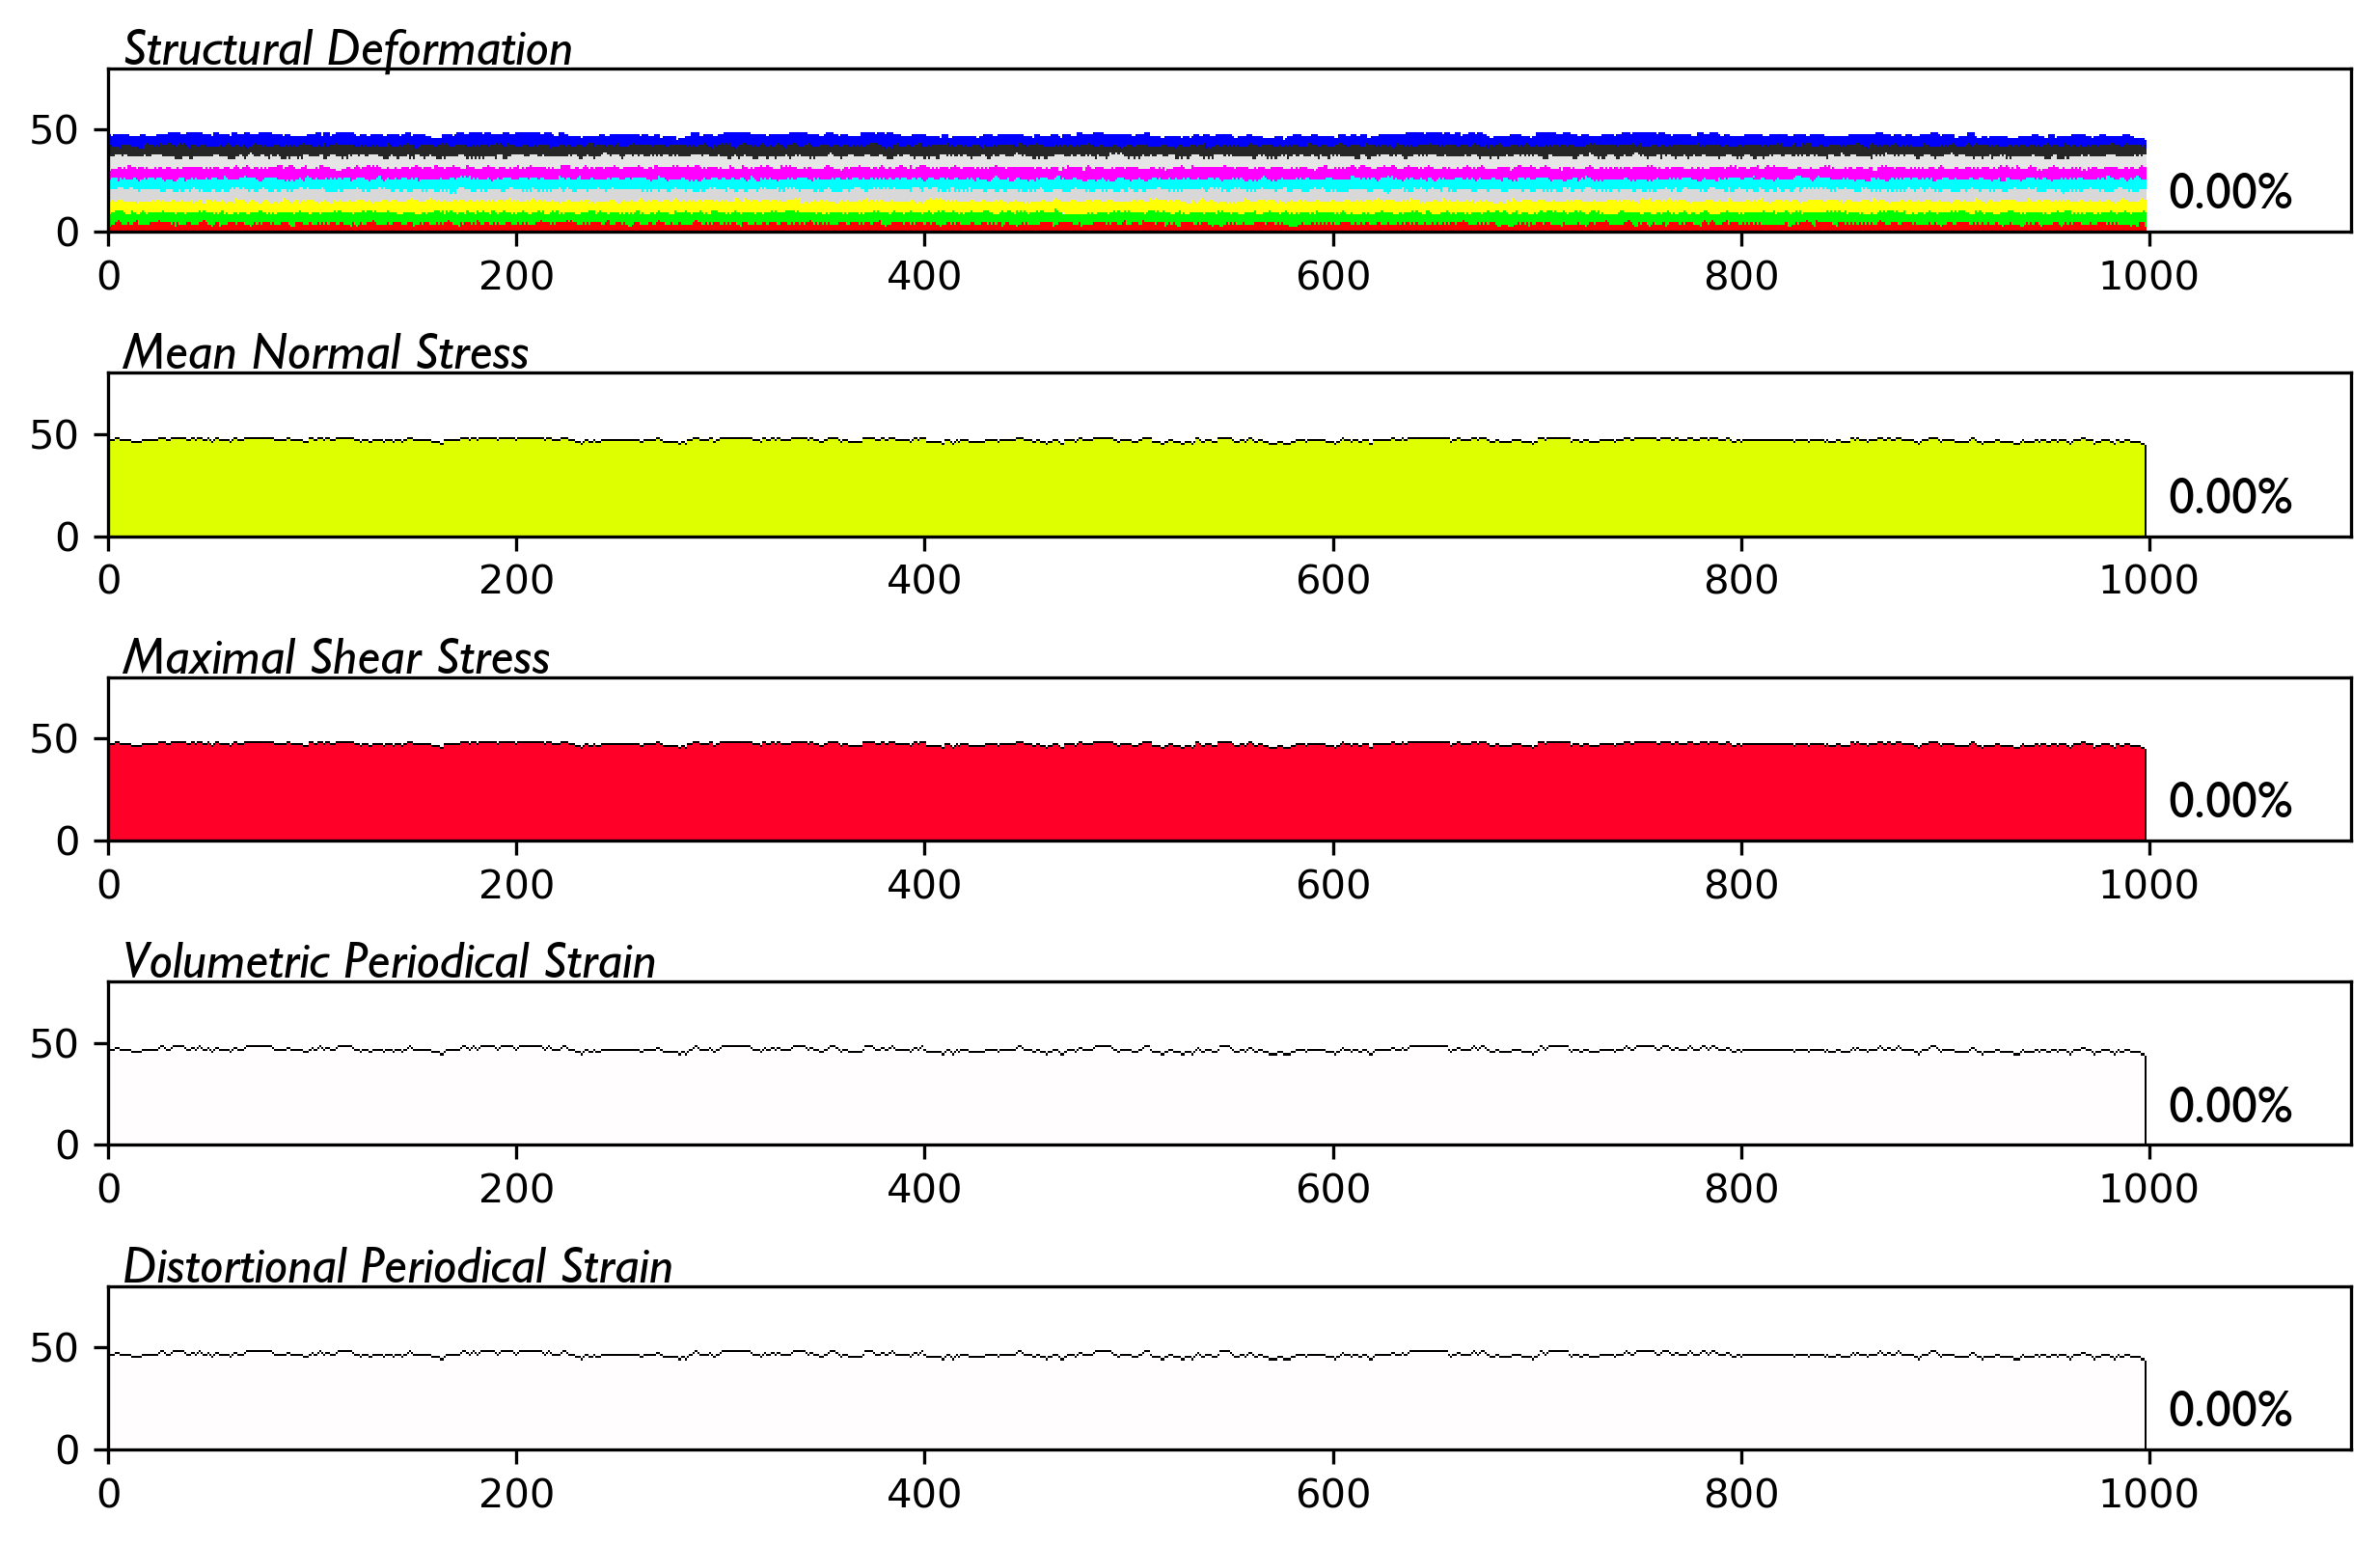 Structural Deformation
50
0.00%
0
0 200 400 600 800 1000
Mean Normal Stress
50
0.00%
0
0 200 400 600 800 1000
Maximal Shear Stress
50
0.00%
0
0 200 400 600 800 1000
Volumetric Periodical Strain
50
0.00%
0
0 200 400 600 800 1000
Distortional Periodical Strain
50
0.00%
0
0 200 400 600 800 1000